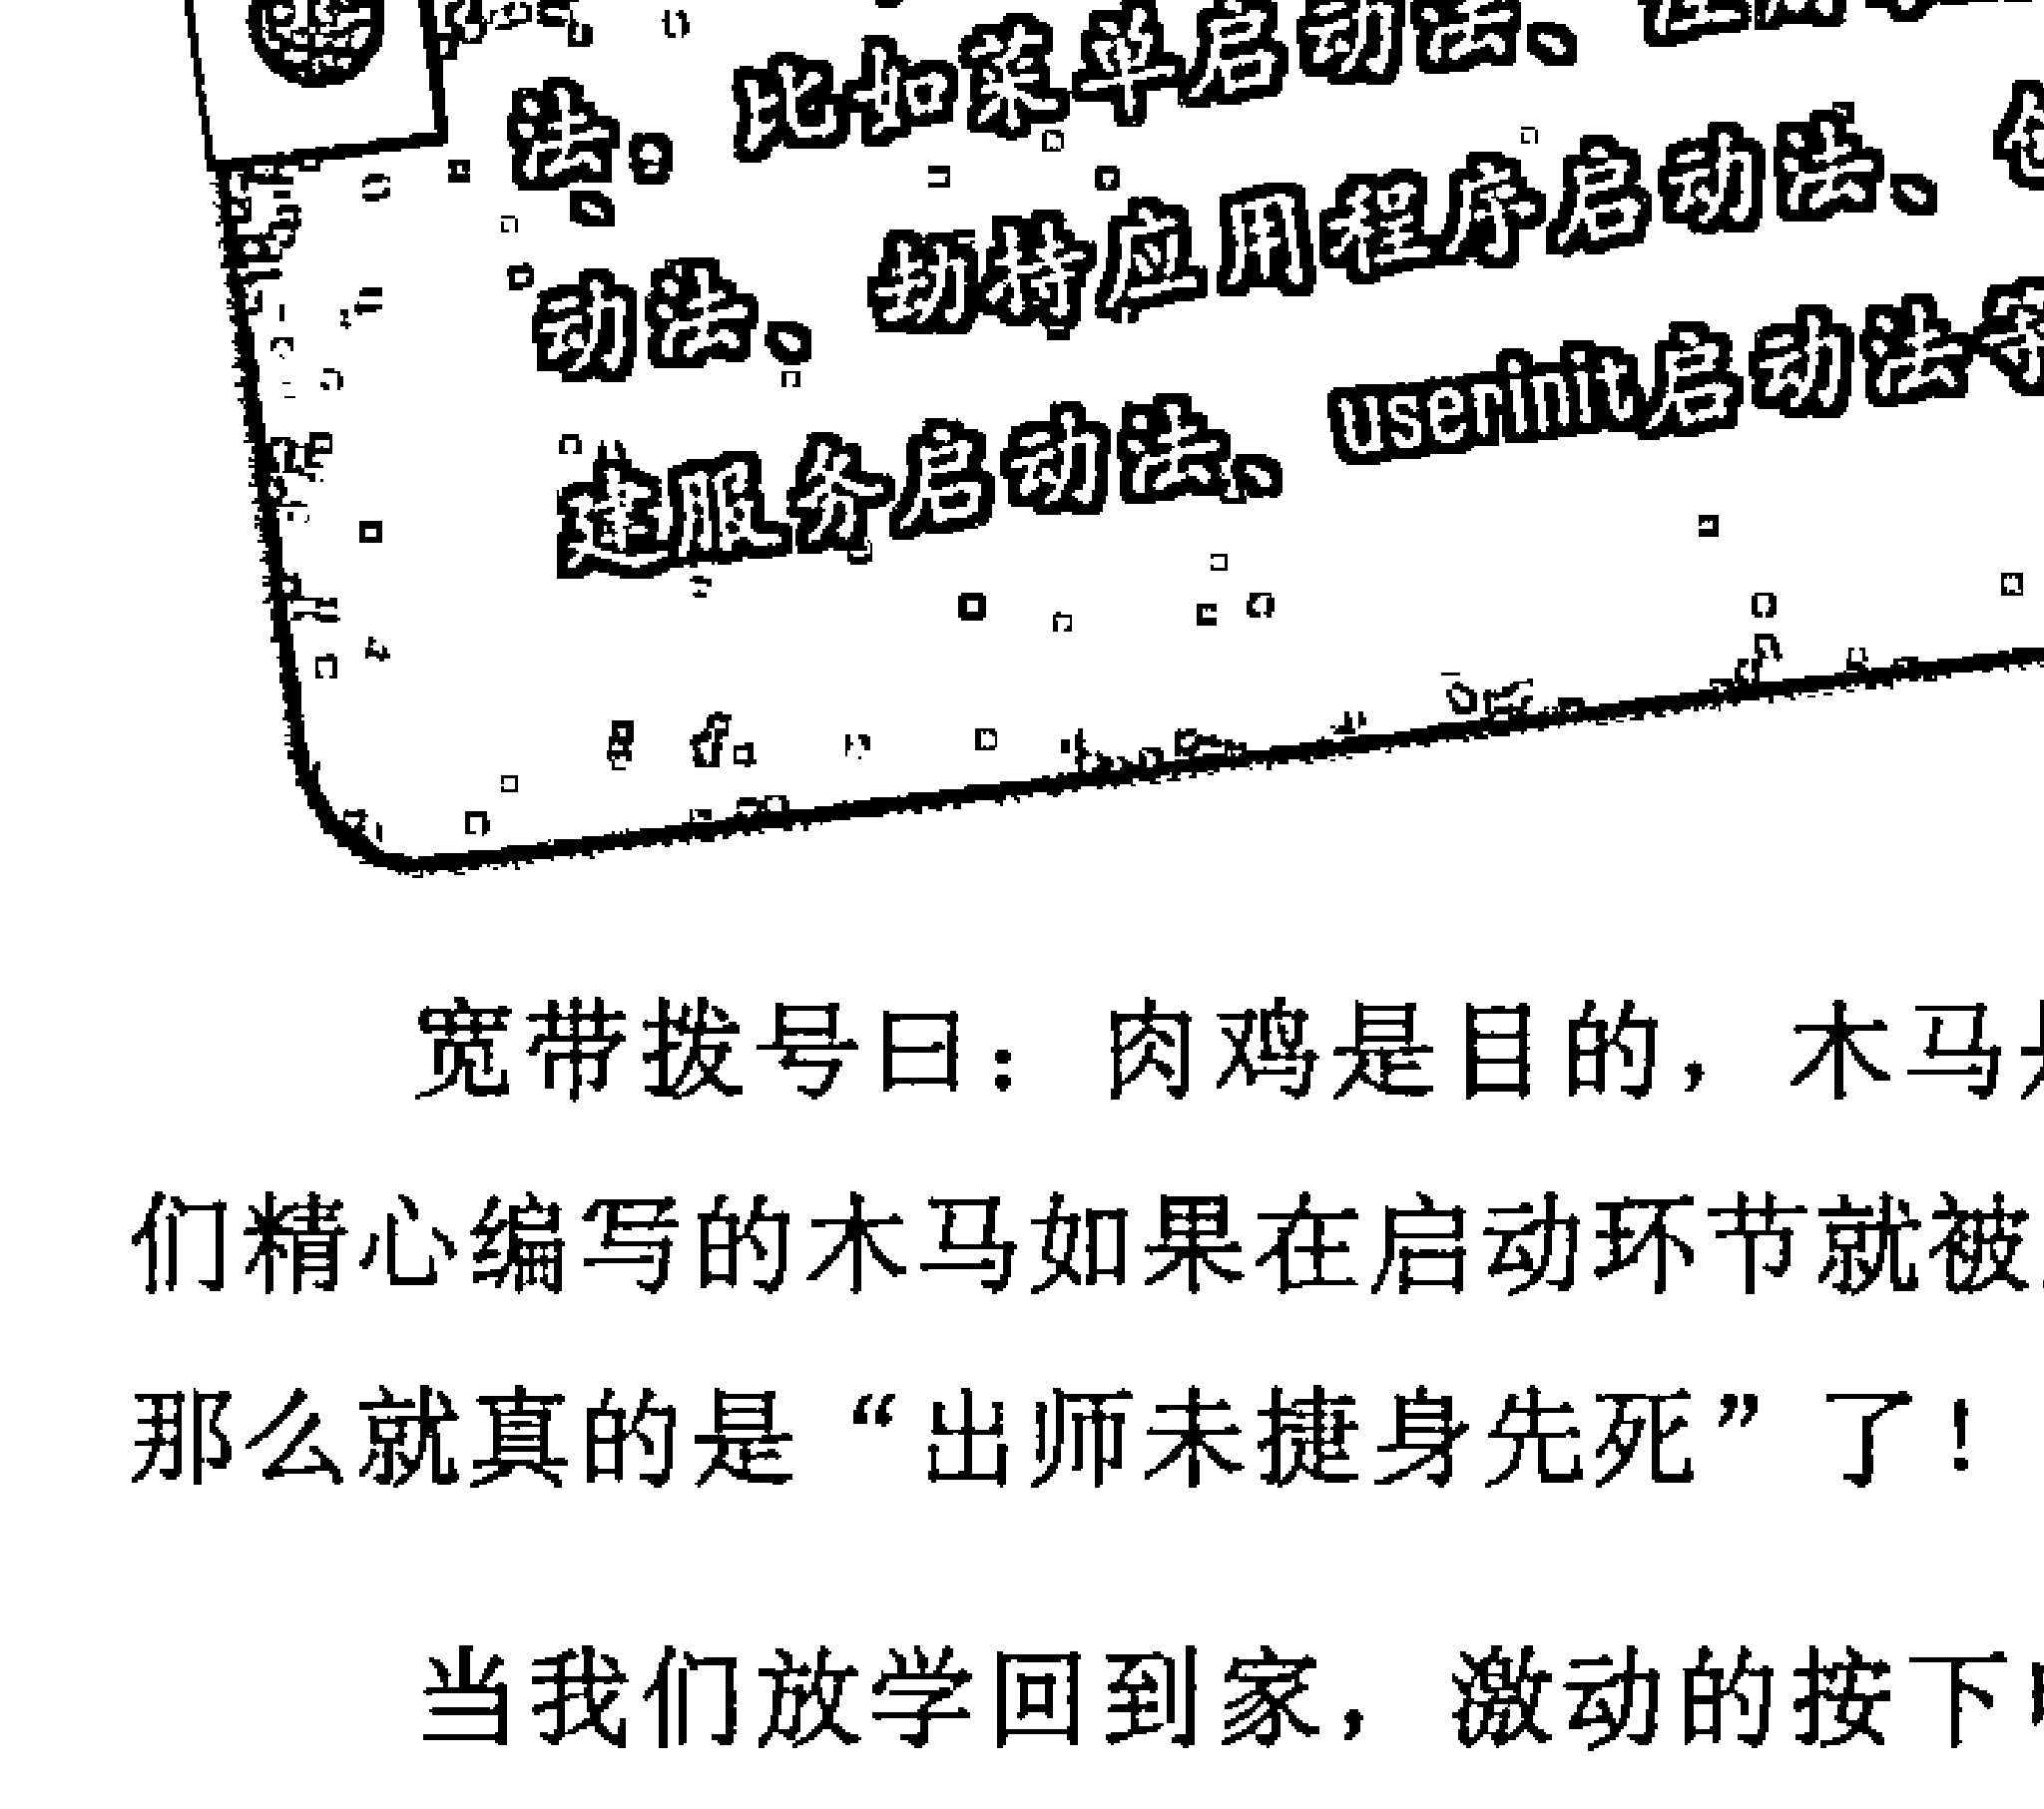 法。比如菜单启动法、
动法、劫持应用程序启动法、
建服务启动法、userinit启动法
宽带拨号曰：肉鸡是目的，木马
们精心编写的木马如果在启动环节就被
那么就真的是“出师未捷身先死”了！
当我们放学回到家，激动的按下